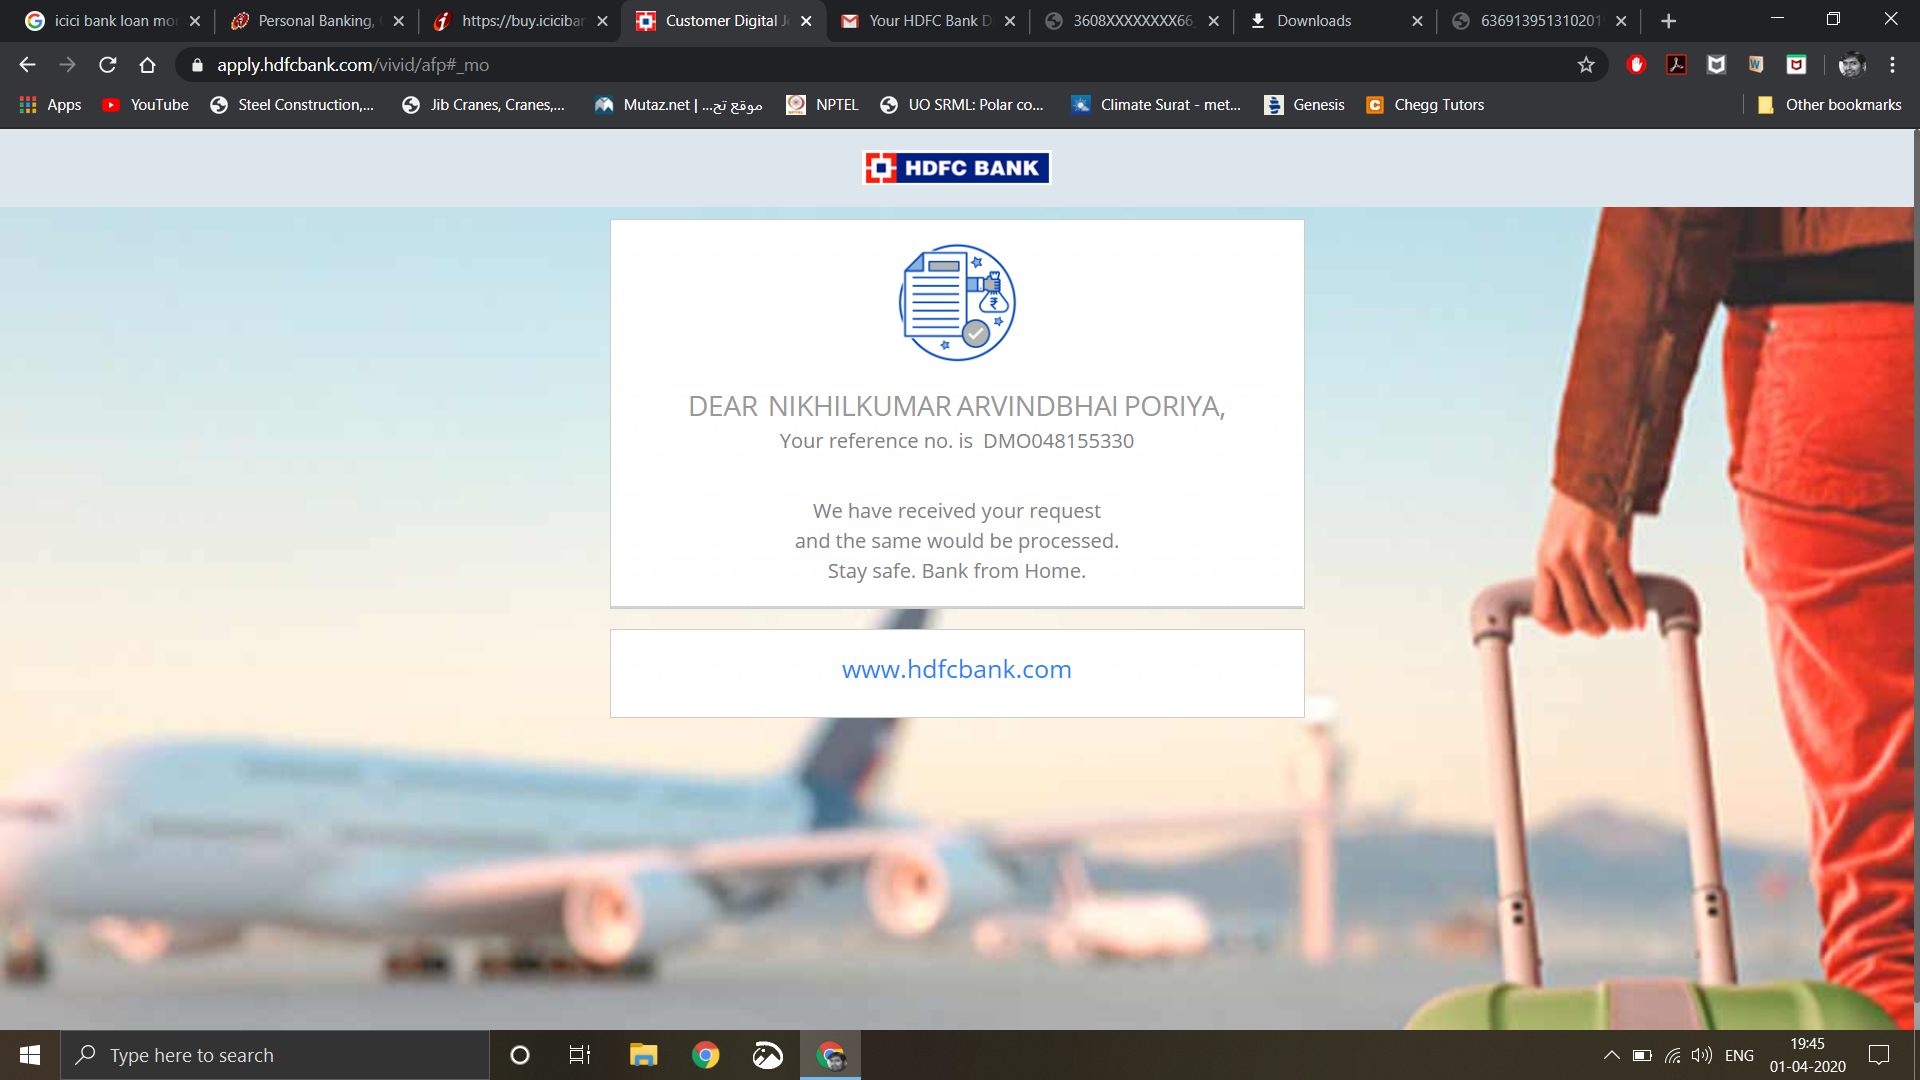 icici bank loan mor
Personal Banking,
https://buy.iciciban
Customer Digital J
Your HDFC Bank D
3608XXXXXXXX66_
Downloads
6369139513102019
apply.hdfcbank.com/vivid/afp#_mo
Apps
YouTube
Steel Construction,...
Jib Cranes, Cranes,...
Mutaz.net | موقع تح...
NPTEL
UO SRML: Polar co...
Climate Surat - met...
Genesis
Chegg Tutors
Other bookmarks
HDFC BANK
DEAR NIKHILKUMAR ARVINDBHAI PORIYA,
Your reference no. is DMO048155330
We have received your request
and the same would be processed.
Stay safe. Bank from Home.
www.hdfcbank.com
Type here to search
ENG
19:45
01-04-2020